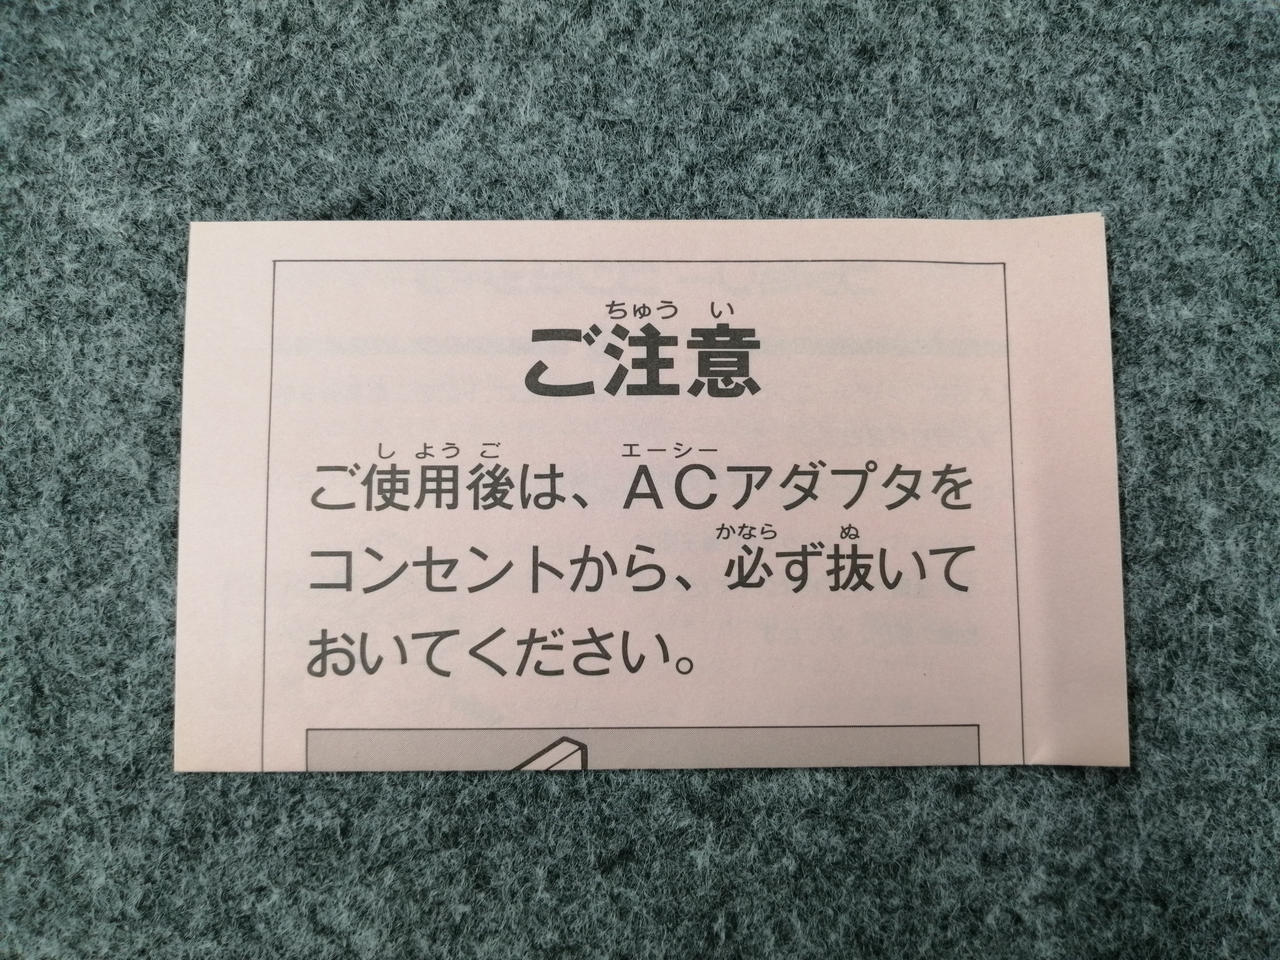 ちゅう い
ご注意
し よう ご エーシー
ご使用後は、ACアダプタを
かなら ぬ
コンセントから、必ず抜いて
おいてください。